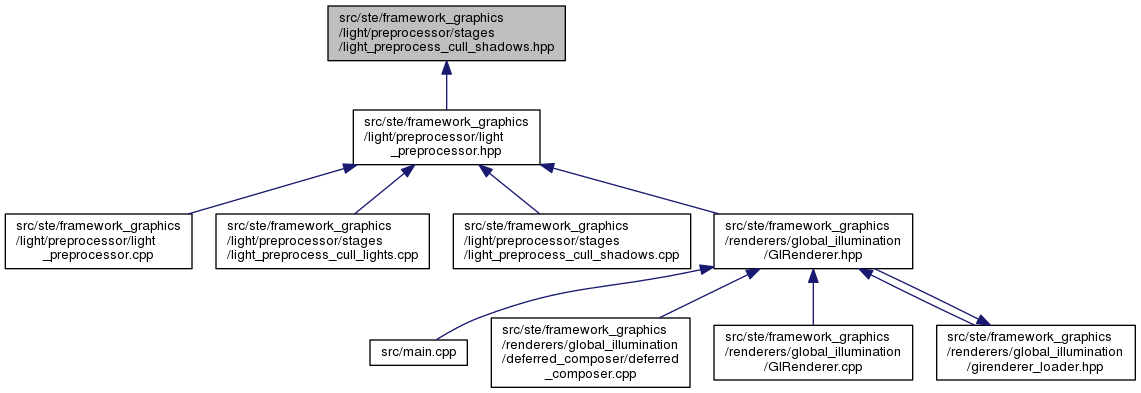 src/ste/framework_graphics
/light/preprocessor/stages
/light_preprocess_cull_shadows.hpp
src/ste/framework_graphics
/light/preprocessor/light
_preprocessor.hpp
src/ste/framework_graphics
/light/preprocessor/light
_preprocessor.cpp
src/ste/framework_graphics
/light/preprocessor/stages
/light_preprocess_cull_lights.cpp
src/ste/framework_graphics
/light/preprocessor/stages
/light_preprocess_cull_shadows.cpp
src/ste/framework_graphics
/renderers/global_illumination
/GIRenderer.hpp
src/main.cpp
src/ste/framework_graphics
/renderers/global_illumination
/deferred_composer/deferred
_composer.cpp
src/ste/framework_graphics
/renderers/global_illumination
/GIRenderer.cpp
src/ste/framework_graphics
/renderers/global_illumination
/girenderer_loader.hpp